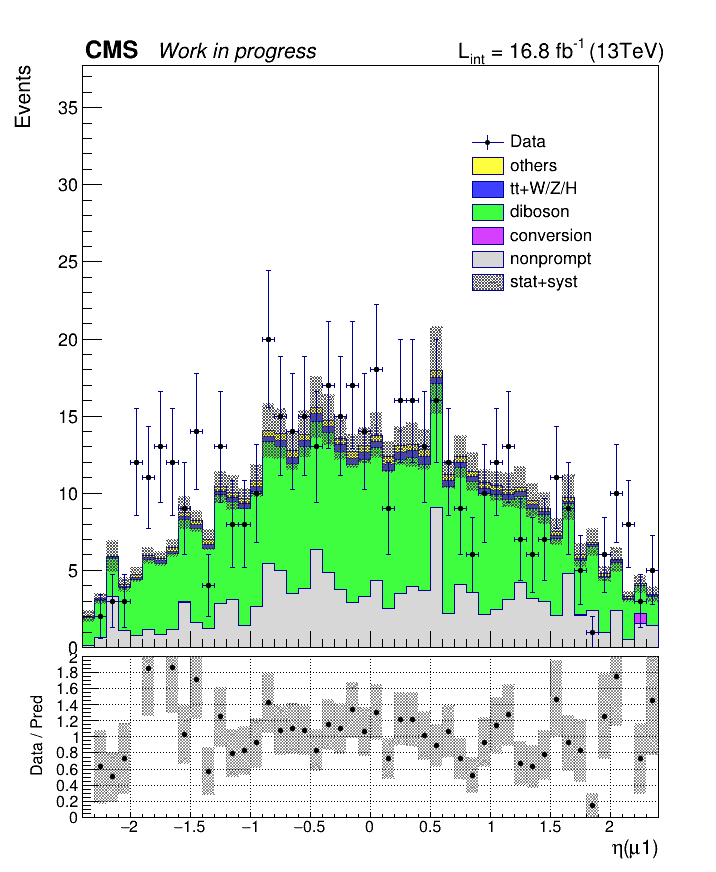 CMS Work in progress L_int = 16.8 fb⁻¹ (13TeV)
Events
35
30
25
20
15
10
5
0
Data
others
tt+W/Z/H
diboson
conversion
nonprompt
stat+syst
Data / Pred
2
1.8
1.6
1.4
1.2
1
0.8
0.6
0.4
0.2
0
−2 −1.5 −1 −0.5 0 0.5 1 1.5 2
η(μ1)